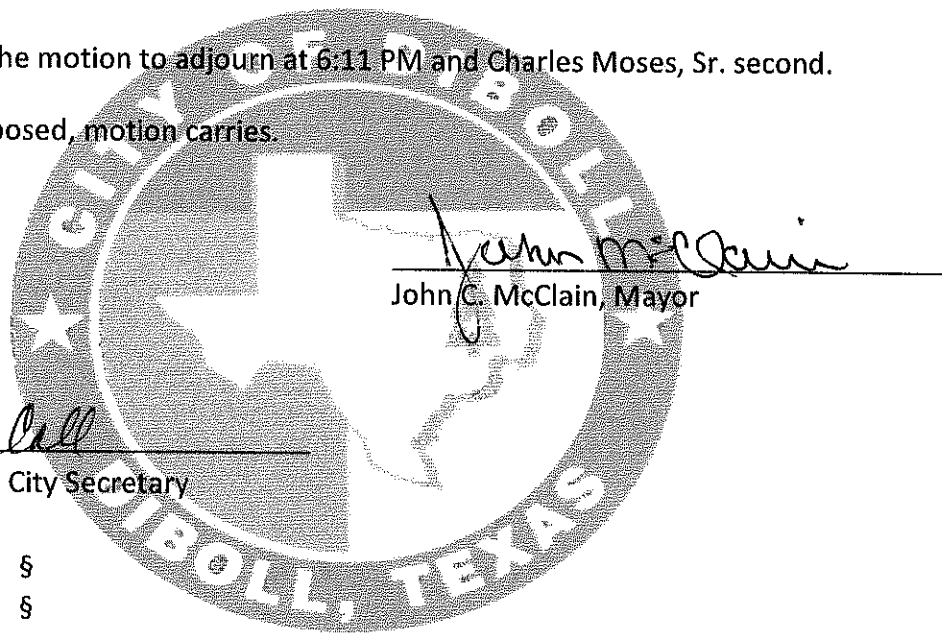 he motion to adjourn at 6:11 PM and Charles Moses, Sr. second.
posed, motion carries.
CITY OF DIBOLL
John McClain
John C. McClain, Mayor
Call
City Secretary
DIBOLL, TEXAS
§
§